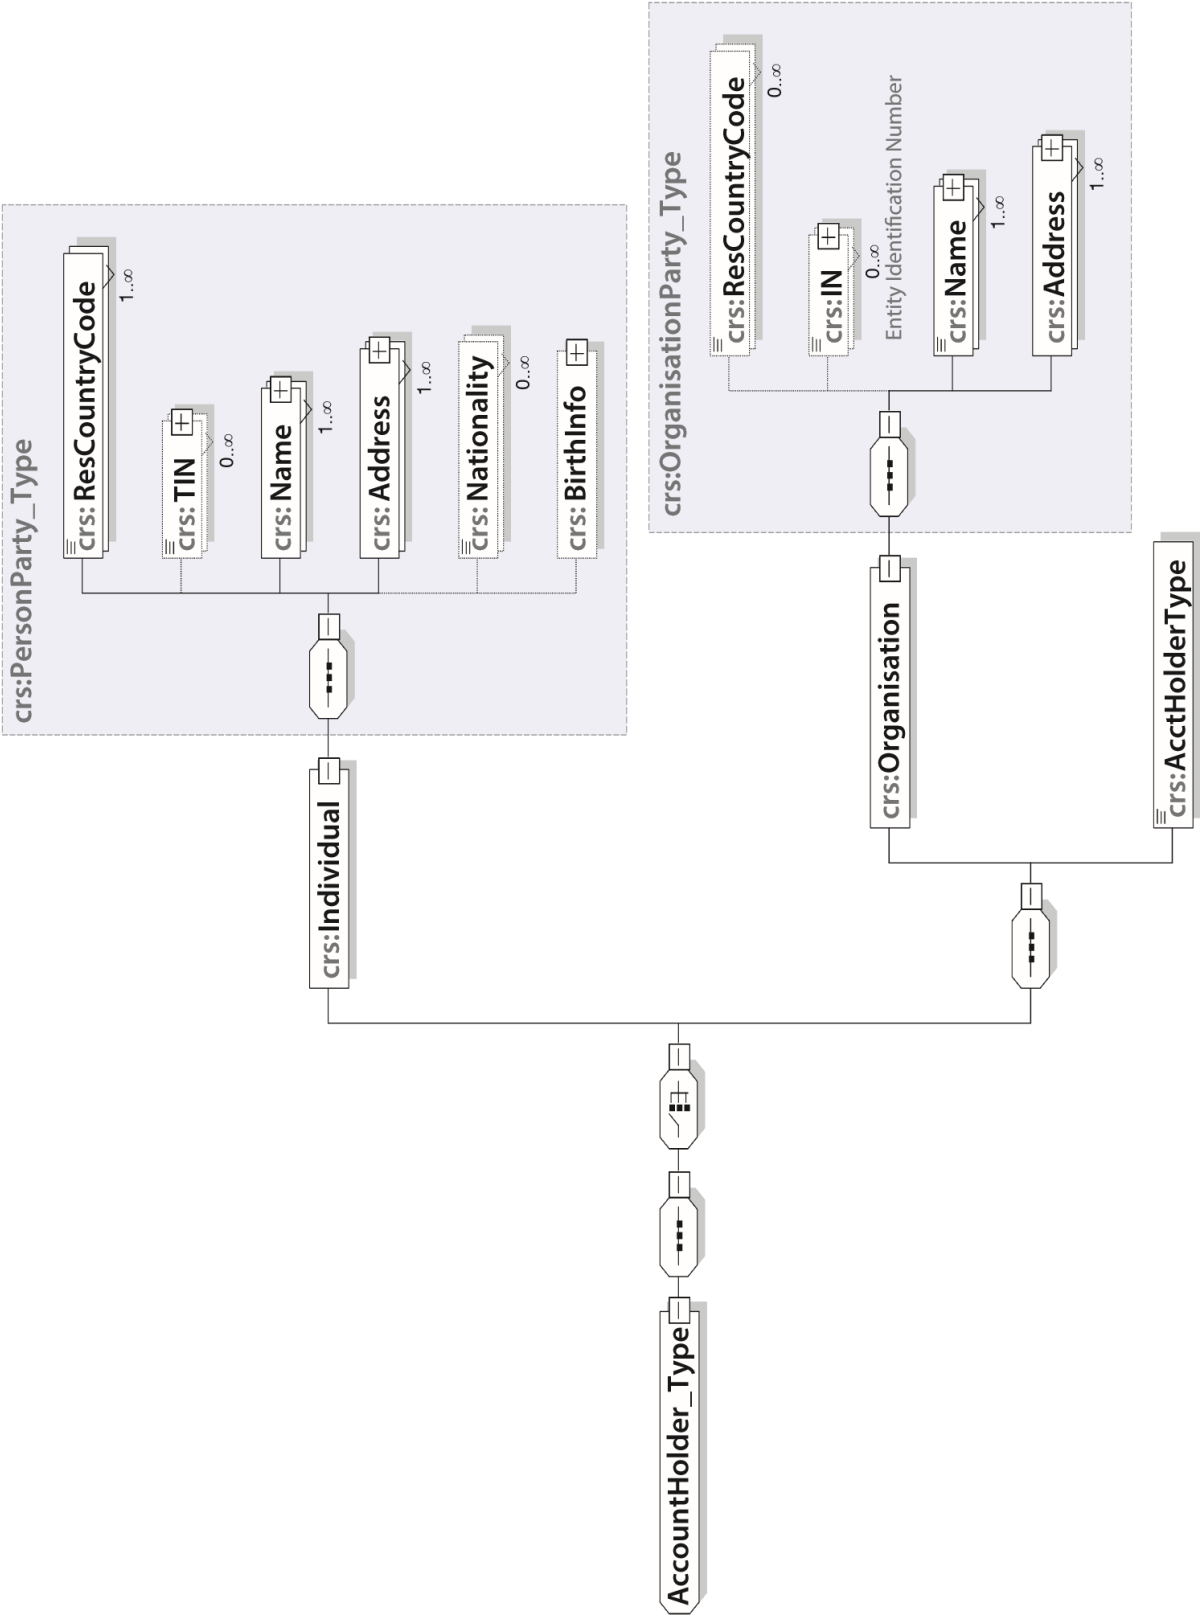 AccountHolder_Type
crs:Individual
crs:PersonParty_Type
crs:ResCountryCode
1..∞
crs:TIN
0..∞
crs:Name
1..∞
crs:Address
1..∞
crs:Nationality
0..∞
crs:BirthInfo
crs:Organisation
crs:OrganisationParty_Type
crs:ResCountryCode
0..∞
crs:IN
0..∞
Entity Identification Number
crs:Name
1..∞
crs:Address
1..∞
crs:AcctHolderType